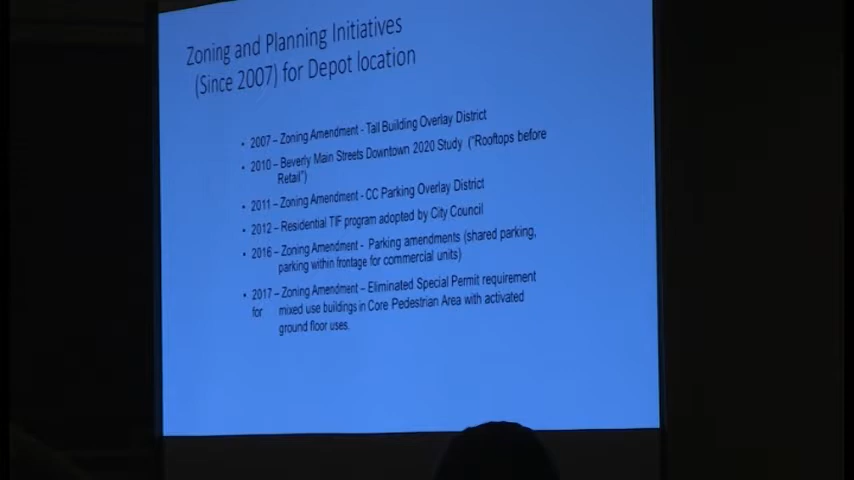 Zoning and Planning Initiatives
(Since 2007) for Depot location
• 2007 – Zoning Amendment - Tall Building Overlay District
• 2010 – Beverly Main Streets Downtown 2020 Study ("Rooftops before
Retail")
• 2011 – Zoning Amendment - CC Parking Overlay District
• 2012 – Residential TIF program adopted by City Council
• 2016 – Zoning Amendment - Parking amendments (shared parking,
parking within frontage for commercial units)
• 2017 – Zoning Amendment – Eliminated Special Permit requirement
for mixed use buildings in Core Pedestrian Area with activated
ground floor uses.